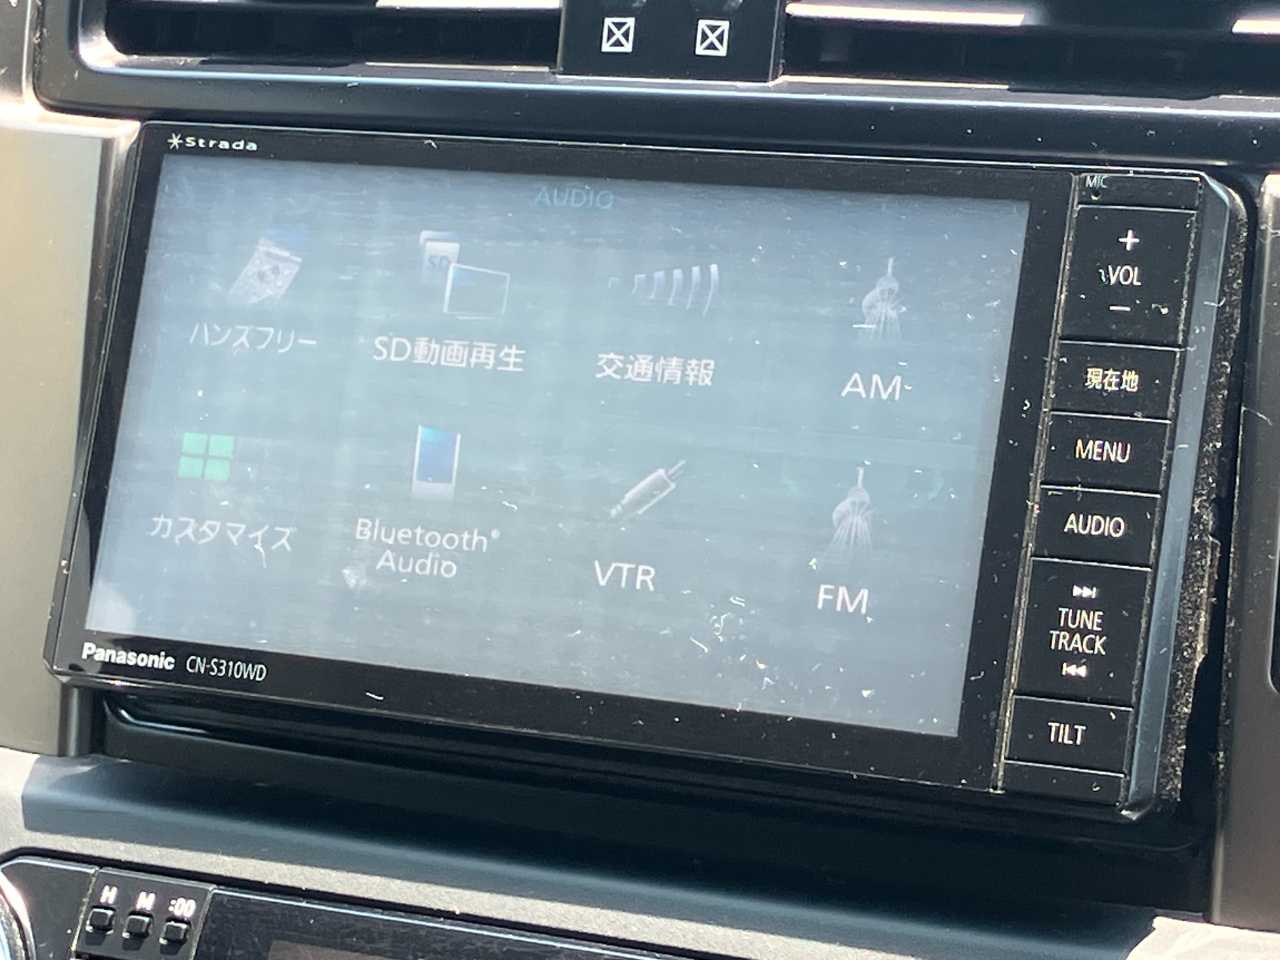 Strada
AUDIO
MIC
ハンズフリー
SD
SD動画再生
交通情報
AM
カスタマイズ
Bluetooth®
Audio
VTR
FM
+
VOL
−
現在地
MENU
AUDIO
TUNE
TRACK
TILT
Panasonic CN-S310WD
H M :00